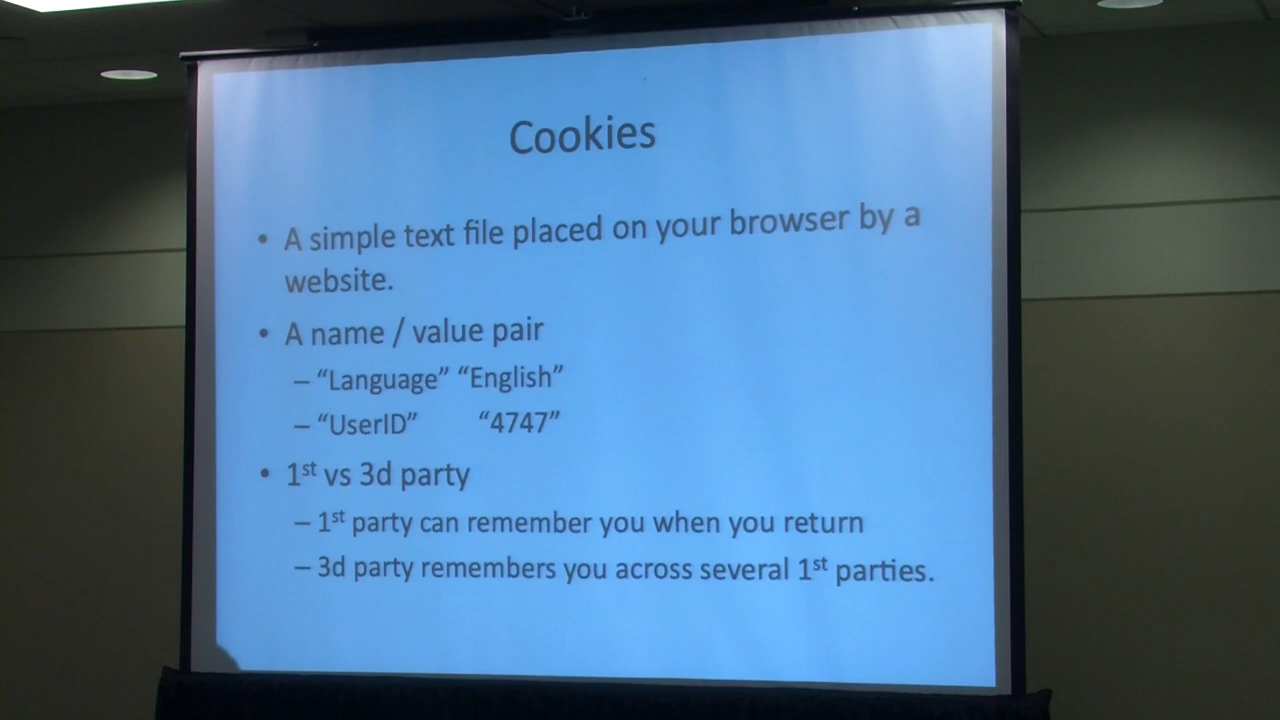 Cookies
• A simple text file placed on your browser by a
website.
• A name / value pair
– “Language” “English”
– “UserID” “4747”
• 1st vs 3d party
– 1st party can remember you when you return
– 3d party remembers you across several 1st parties.